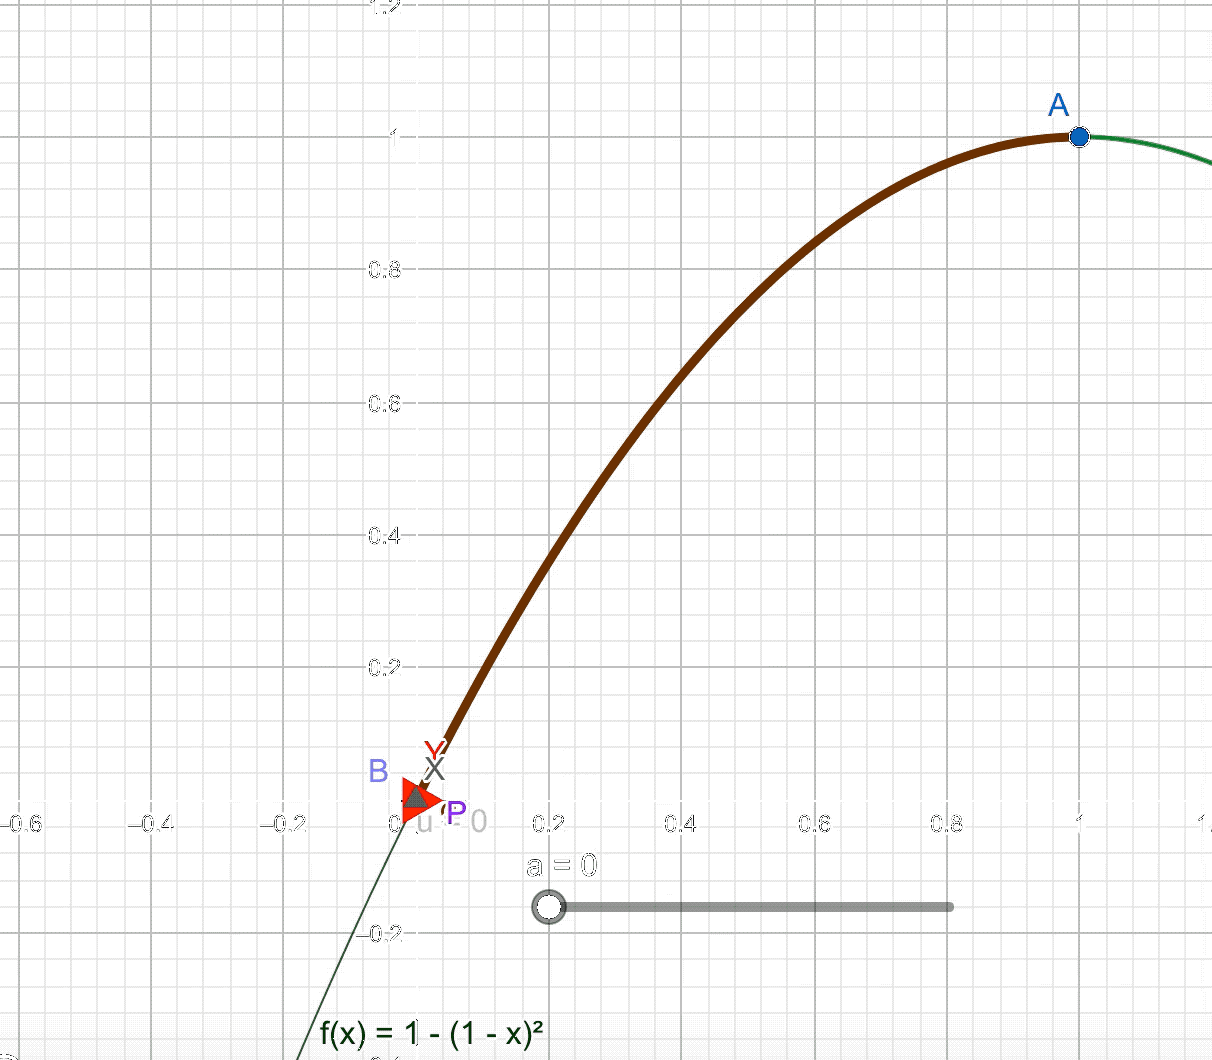 A
1
0.8
0.6
0.4
0.2
Y
X
B
P
–0.6
–0.4
–0.2
u = 0
0.2
0.4
0.6
0.8
1
a = 0
–0.2
f(x) = 1 - (1 - x)²